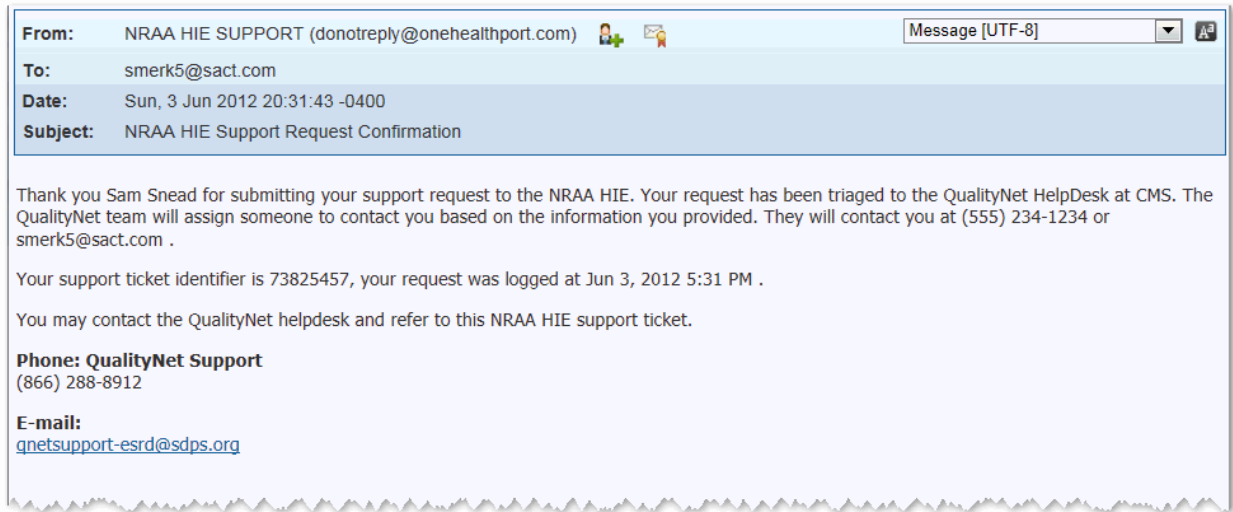 From: NRAA HIE SUPPORT (donotreply@onehealthport.com) Message [UTF-8]
To: smerk5@sact.com
Date: Sun, 3 Jun 2012 20:31:43 -0400
Subject: NRAA HIE Support Request Confirmation
Thank you Sam Snead for submitting your support request to the NRAA HIE. Your request has been triaged to the QualityNet HelpDesk at CMS. The
QualityNet team will assign someone to contact you based on the information you provided. They will contact you at (555) 234-1234 or
smerk5@sact.com .
Your support ticket identifier is 73825457, your request was logged at Jun 3, 2012 5:31 PM .
You may contact the QualityNet helpdesk and refer to this NRAA HIE support ticket.
Phone: QualityNet Support
(866) 288-8912
E-mail:
qnetsupport-esrd@sdps.org